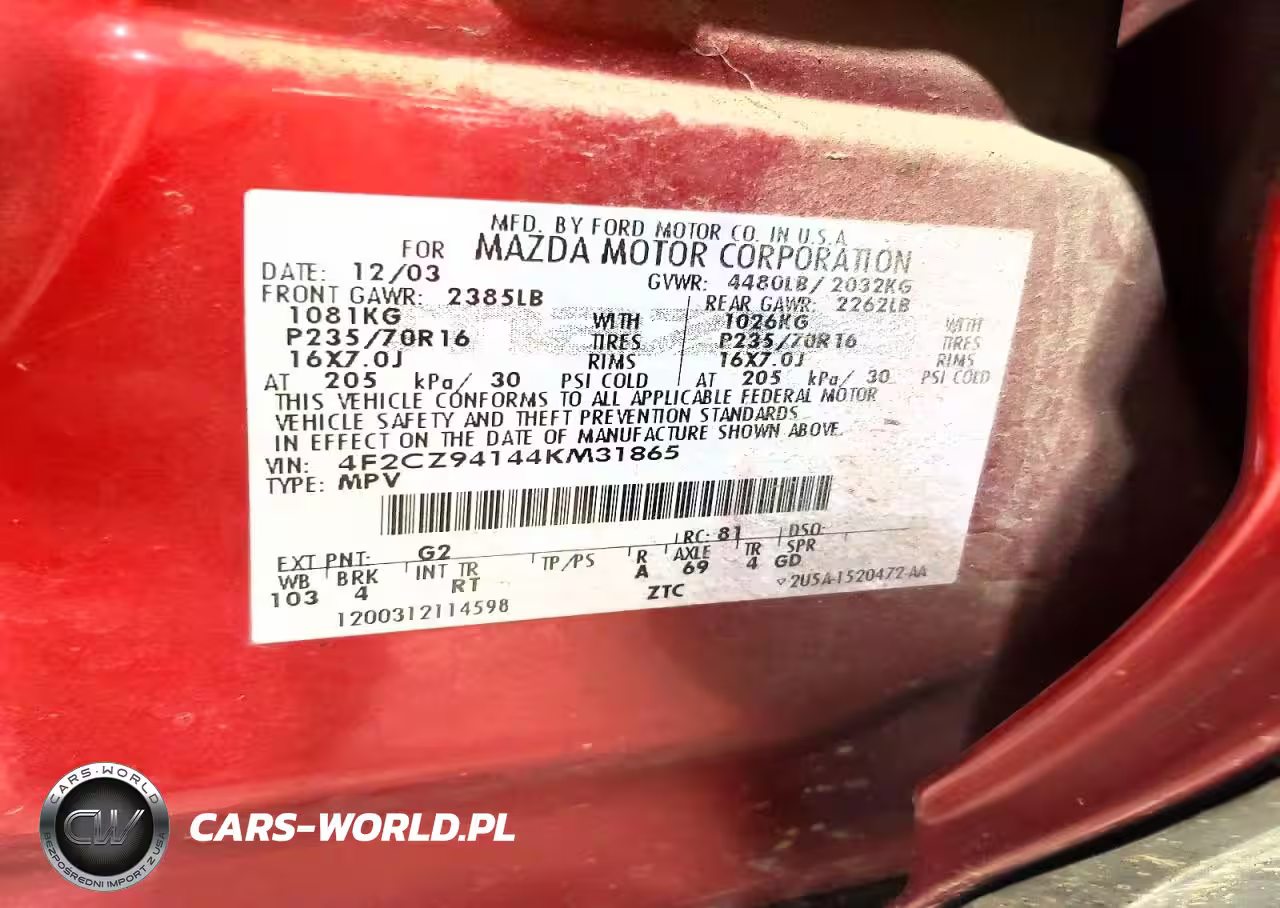 MFD. BY FORD MOTOR CO. IN U.S.A
FOR MAZDA MOTOR CORPORATION
DATE: 12/03 GVWR: 4480LB/ 2032KG
FRONT GAWR: 2385LB REAR GAWR: 2262LB
1081KG WITH 1026KG WITH
P235/70R16 TIRES P235/70R16 TIRES
16X7.0J RIMS 16X7.0J RIMS
AT 205 kPa/ 30 PSI COLD AT 205 kPa/ 30 PSI COLD
THIS VEHICLE CONFORMS TO ALL APPLICABLE FEDERAL MOTOR
VEHICLE SAFETY AND THEFT PREVENTION STANDARDS
IN EFFECT ON THE DATE OF MANUFACTURE SHOWN ABOVE.
VIN: 4F2CZ94144KM31865
TYPE: MPV
EXT PNT: G2 RC: 81 DSO:
WB BRK INT TR TP/PS R AXLE TR SPR
103 4 RT A 69 4 GD
1200312114598 ZTC 2U5A-1520472-AA
CARS-WORLD
CW
BEZPOŚREDNI IMPORT Z USA
CARS-WORLD.PL